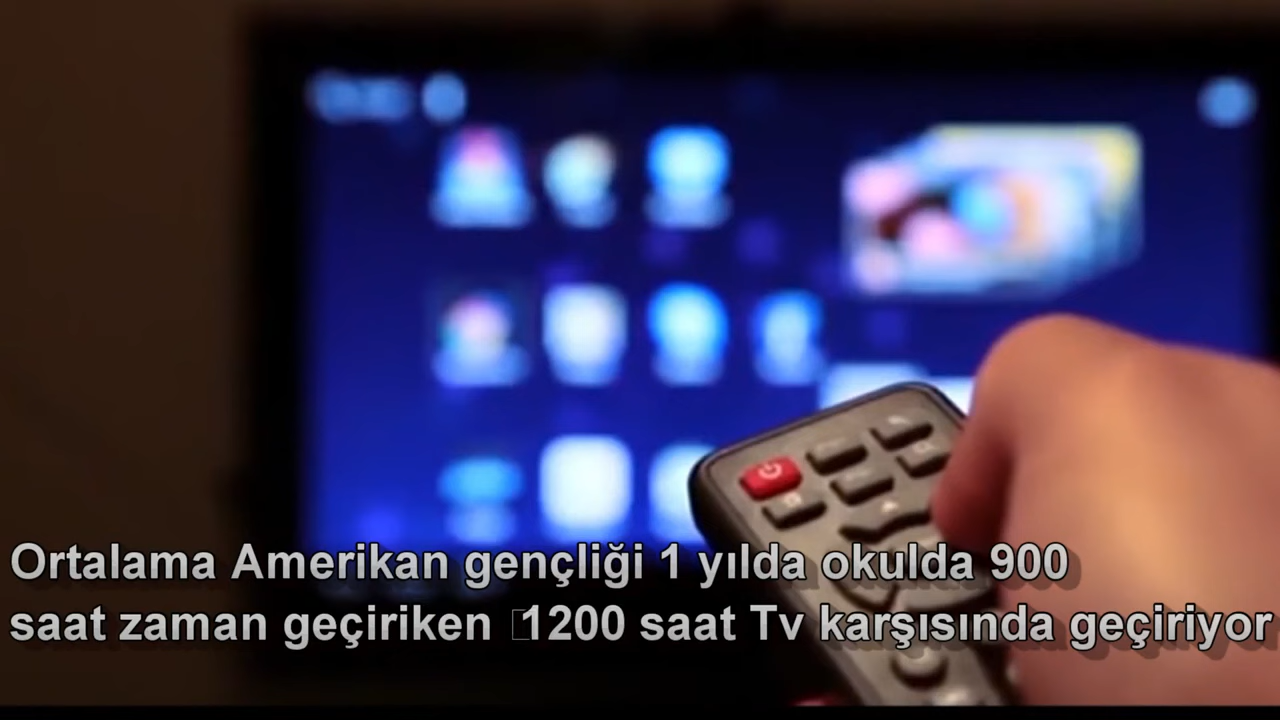 Ortalama Amerikan gençliği 1 yılda okulda 900
saat zaman geçiriken 1200 saat Tv karşısında geçiriyor